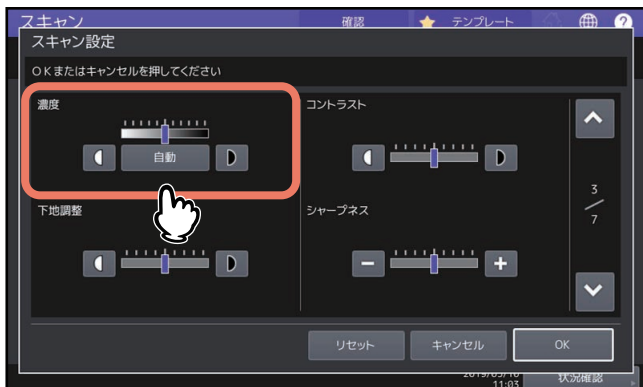 スキャン
確認
テンプレート
?
スキャン設定
OKまたはキャンセルを押してください
濃度
自動
コントラスト
下地調整
シャープネス
3
7
リセット
キャンセル
OK
11:03
状況確認